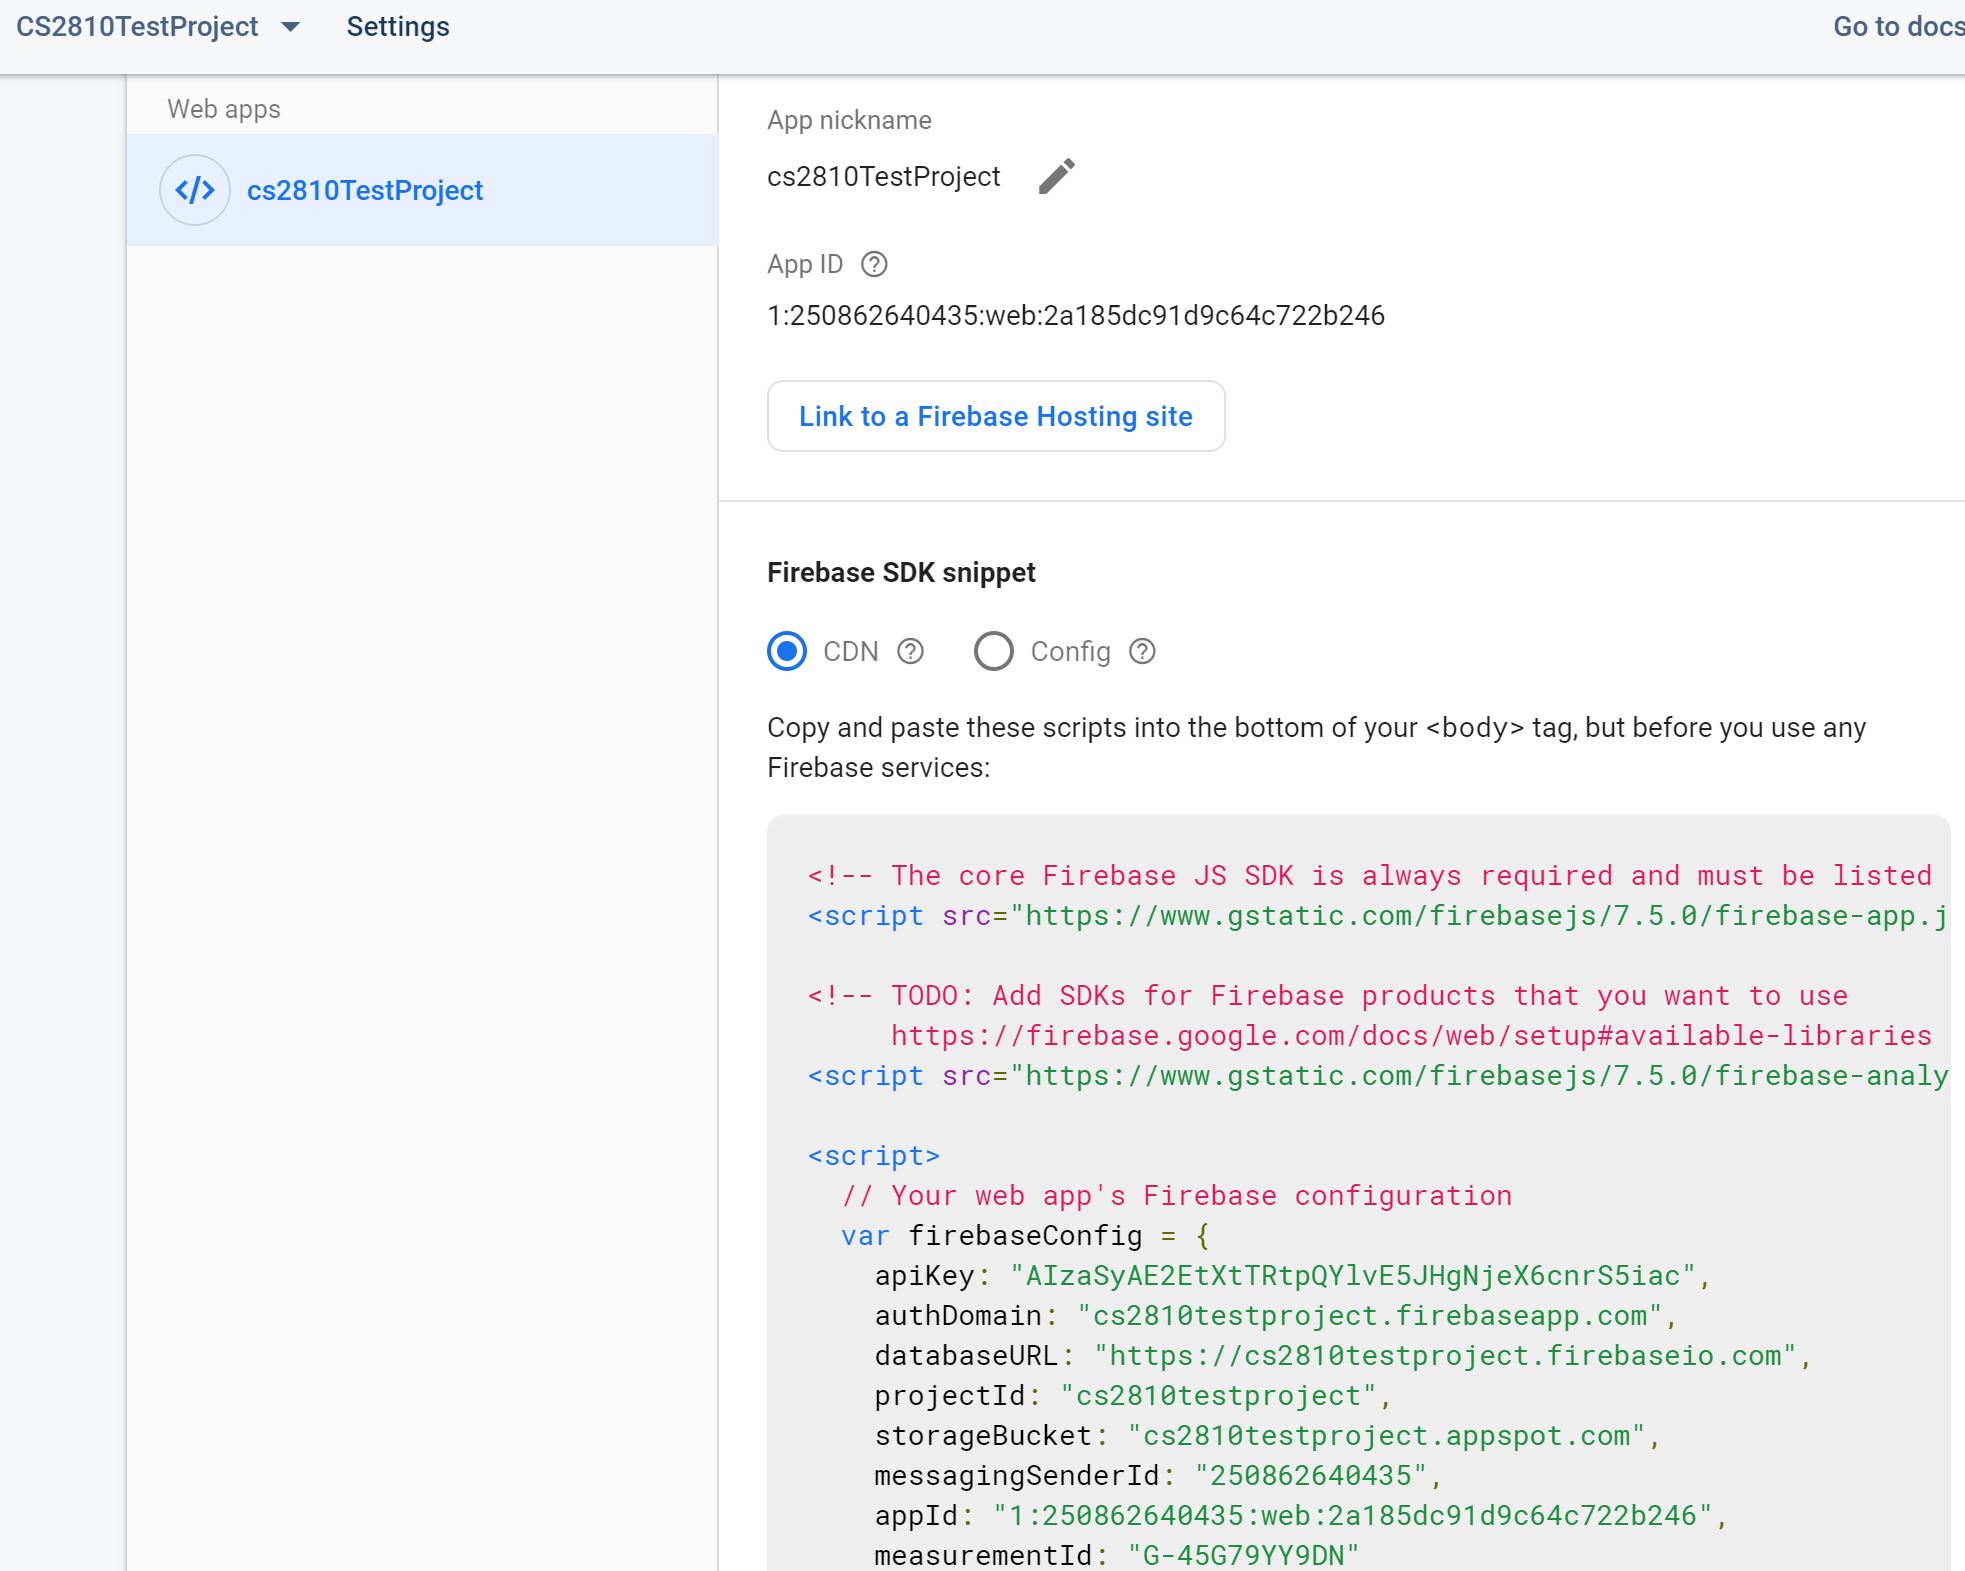 CS2810TestProject Settings Go to docs
Web apps
</> cs2810TestProject
App nickname
cs2810TestProject
App ID ?
1:250862640435:web:2a185dc91d9c64c722b246
Link to a Firebase Hosting site
Firebase SDK snippet
CDN ? Config ?
Copy and paste these scripts into the bottom of your <body> tag, but before you use any
Firebase services:
<!-- The core Firebase JS SDK is always required and must be listed
<script src="https://www.gstatic.com/firebasejs/7.5.0/firebase-app.j
<!-- TODO: Add SDKs for Firebase products that you want to use
https://firebase.google.com/docs/web/setup#available-libraries
<script src="https://www.gstatic.com/firebasejs/7.5.0/firebase-analy
<script>
// Your web app's Firebase configuration
var firebaseConfig = {
apiKey: "AIzaSyAE2EtXtTRtpQYlvE5JHgNjeX6cnrS5iac",
authDomain: "cs2810testproject.firebaseapp.com",
databaseURL: "https://cs2810testproject.firebaseio.com",
projectId: "cs2810testproject",
storageBucket: "cs2810testproject.appspot.com",
messagingSenderId: "250862640435",
appId: "1:250862640435:web:2a185dc91d9c64c722b246",
measurementId: "G-45G79YY9DN"